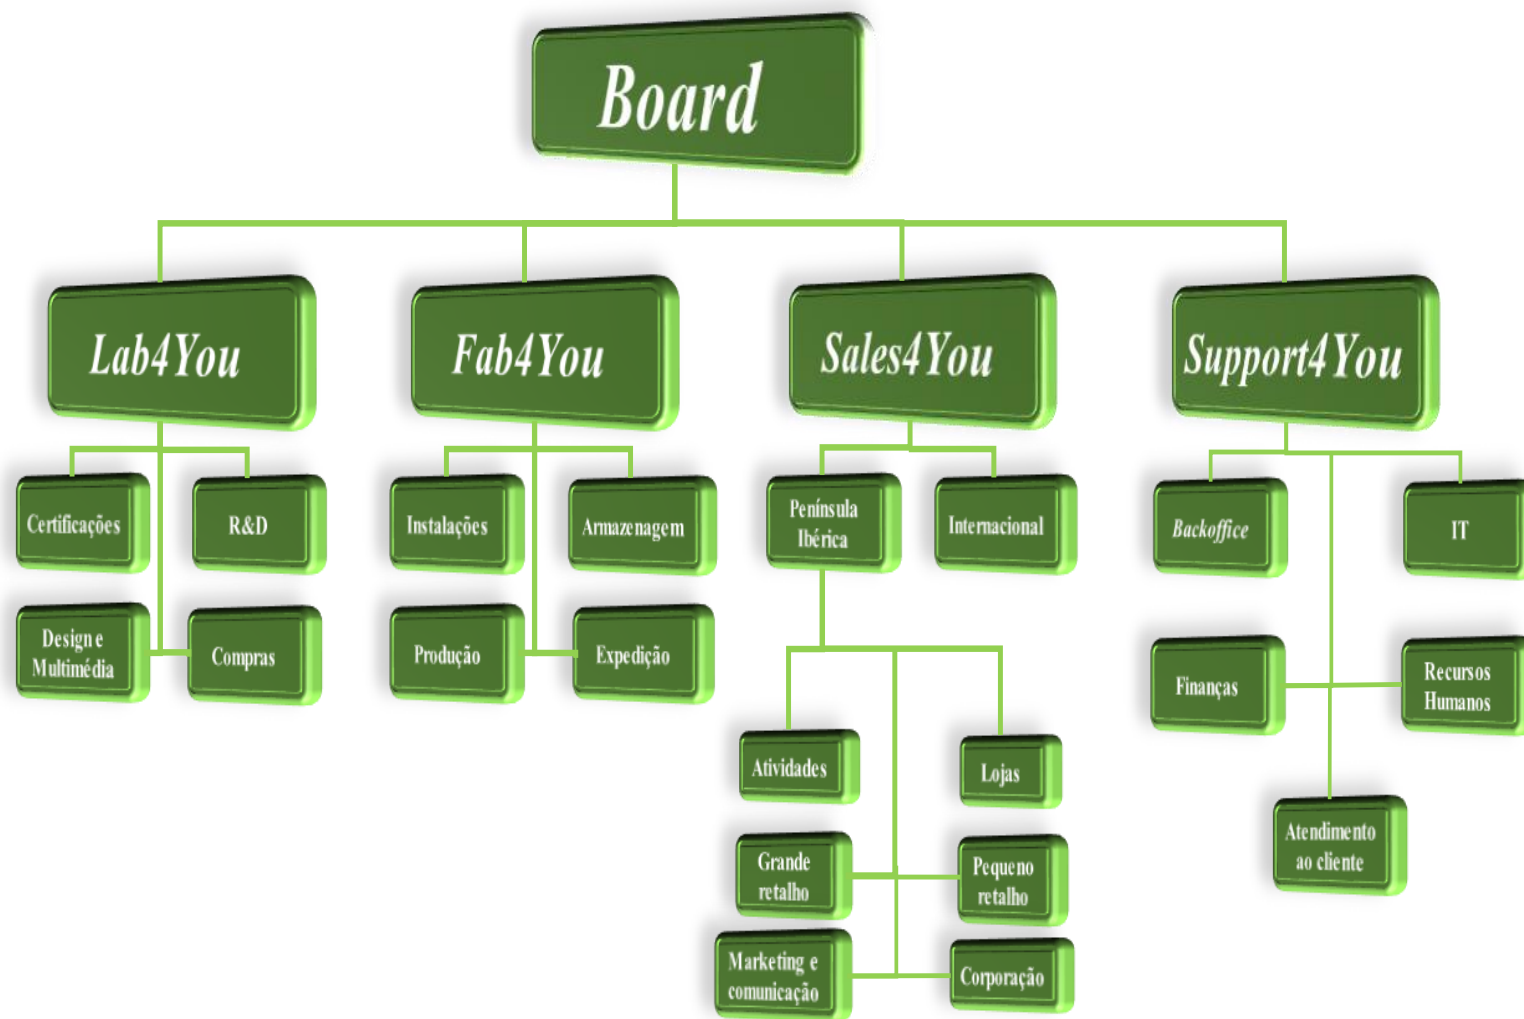 Board
Lab4You
Fab4You
Sales4You
Support4You
Certificações
R&D
Instalações
Armazenagem
Península
Ibérica
Internacional
Backoffice
IT
Design e
Multimédia
Compras
Produção
Expedição
Finanças
Recursos
Humanos
Atividades
Lojas
Atendimento
ao cliente
Grande
retalho
Pequeno
retalho
Marketing e
comunicação
Corporação